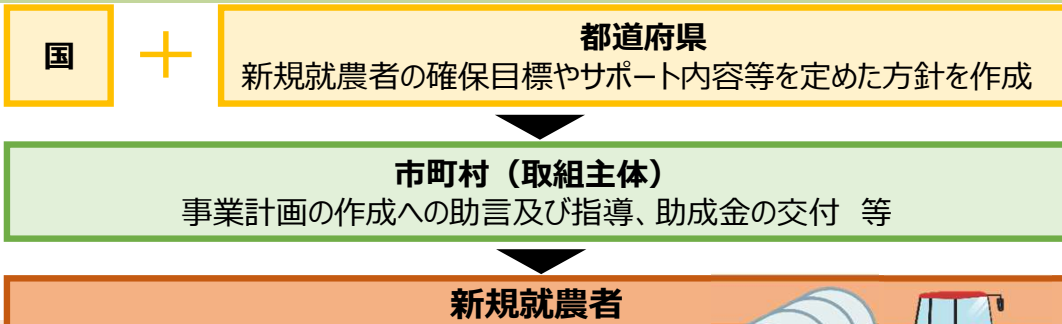 国
＋
都道府県
新規就農者の確保目標やサポート内容等を定めた方針を作成
市町村（取組主体）
事業計画の作成への助言及び指導、助成金の交付　等
新規就農者